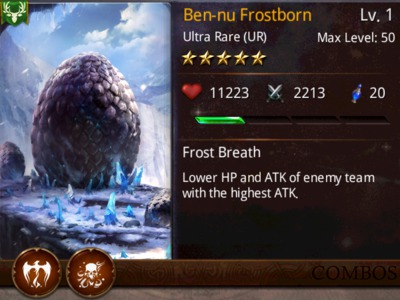 Ben-nu Frostborn Lv. 1
Ultra Rare (UR) Max Level: 50
11223 2213 20
Frost Breath
Lower HP and ATK of enemy team
with the highest ATK.
COMBOS